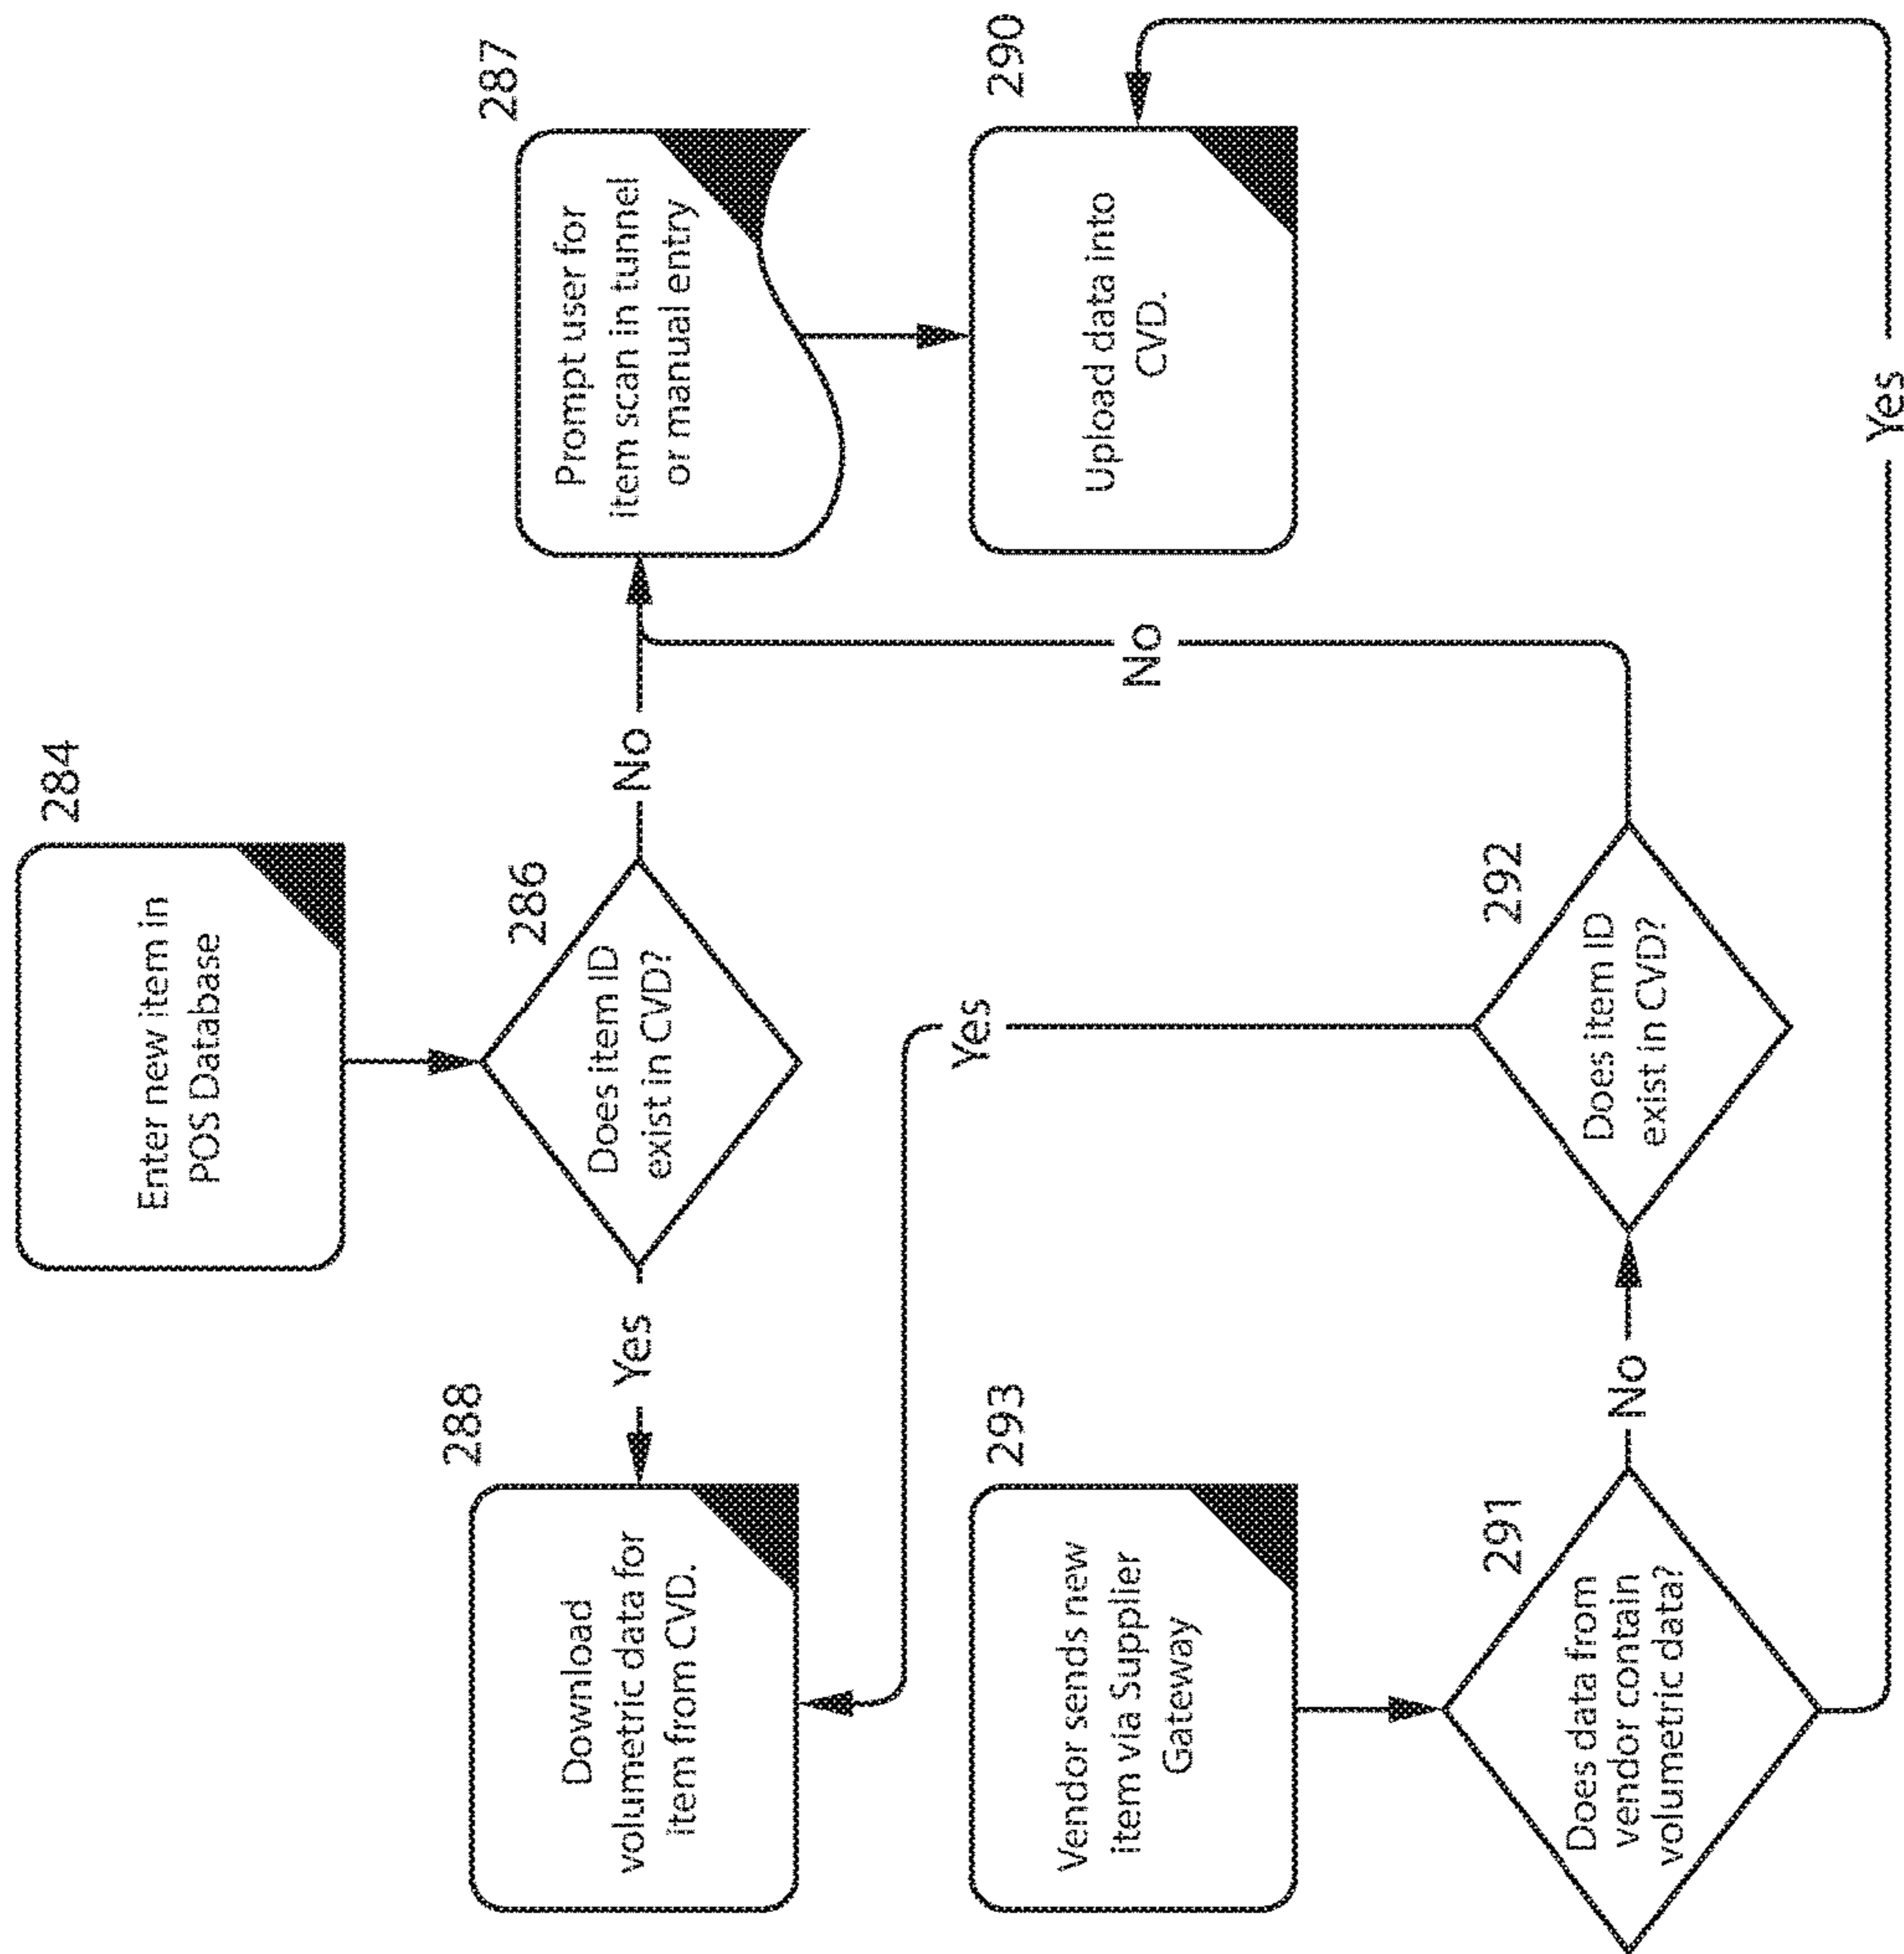 284
Enter new item in
POS Database
288
Download
volumetric data for
item from CVD.
Yes
286
Does item ID
exist in CVD?
No
287
Prompt user for
item scan in tunnel
or manual entry
293
Vendor sends new
item via Supplier
Gateway
Yes
No
290
Upload data into
CVD.
291
Does data from
vendor contain
volumetric data?
No
292
Does item ID
exist in CVD?
Yes